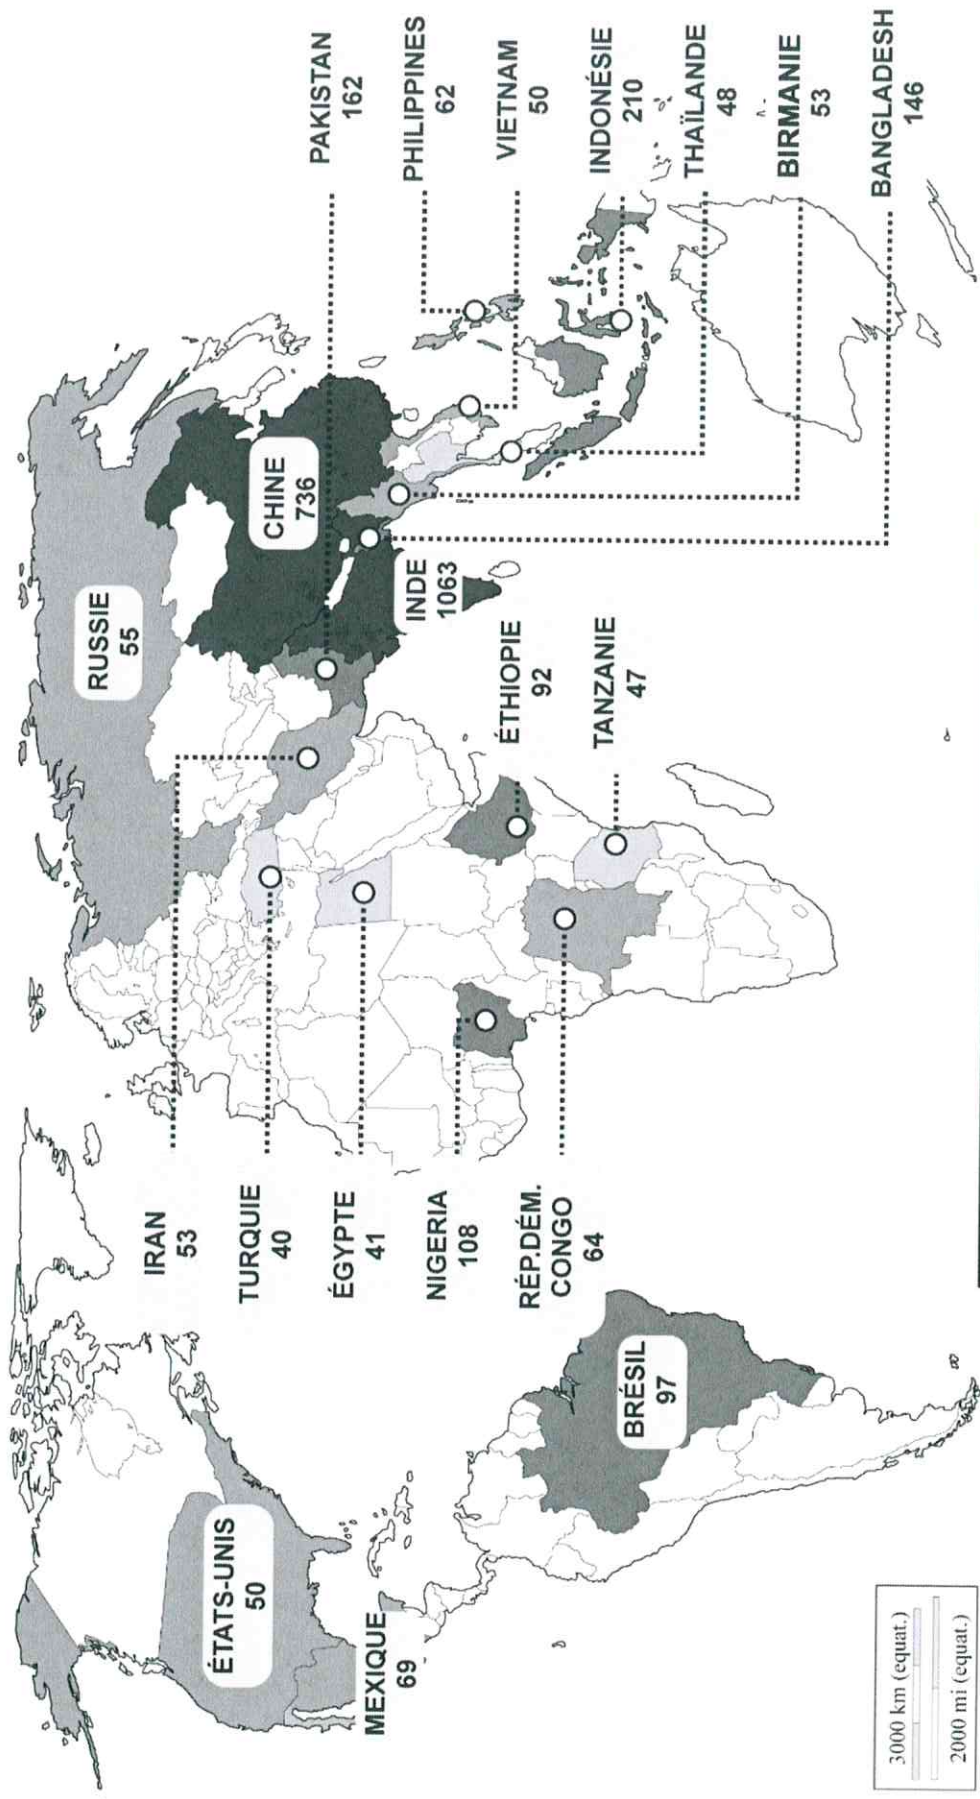 RUSSIE
55
CHINE
736
INDE
1063
PAKISTAN
162
PHILIPPINES
62
VIETNAM
50
INDONÉSIE
210
THAÏLANDE
48
BIRMANIE
53
BANGLADESH
146
ÉTHIOPIE
92
TANZANIE
47
IRAN
53
TURQUIE
40
ÉGYPTE
41
NIGERIA
108
RÉP.DÉM.
CONGO
64
ÉTATS-UNIS
50
MEXIQUE
69
BRÉSIL
97
3000 km (equat.)
2000 mi (equat.)